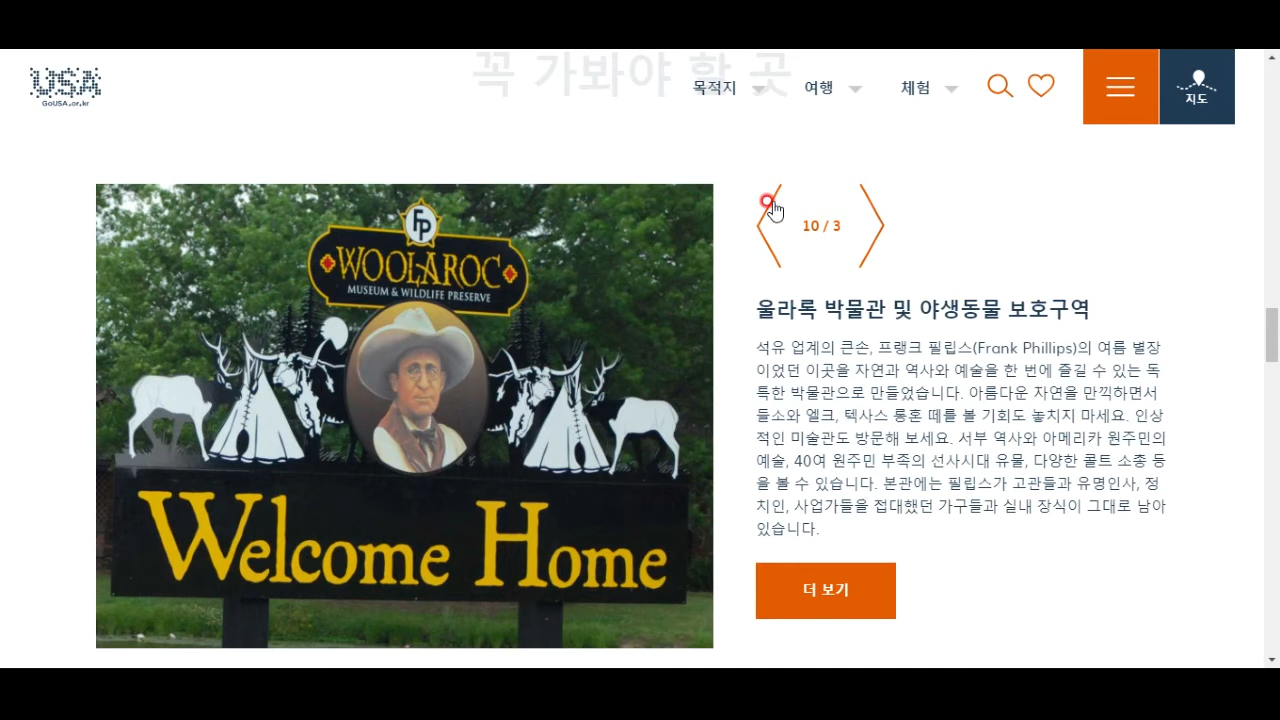 꼭 가봐야 할 곳
USA
GoUSA.or.kr
목적지
여행
체험
지도
FP
WOOLAROC
MUSEUM & WILDLIFE PRESERVE
Welcome Home
10 / 3
울라록 박물관 및 야생동물 보호구역
석유 업계의 큰손, 프랭크 필립스(Frank Phillips)의 여름 별장
이었던 이곳을 자연과 역사와 예술을 한 번에 즐길 수 있는 독
특한 박물관으로 만들었습니다. 아름다운 자연을 만끽하면서
들소와 엘크, 텍사스 롱혼 떼를 볼 기회도 놓치지 마세요. 인상
적인 미술관도 방문해 보세요. 서부 역사와 아메리카 원주민의
예술, 40여 원주민 부족의 선사시대 유물, 다양한 콜트 소총 등
을 볼 수 있습니다. 본관에는 필립스가 고관들과 유명인사, 정
치인, 사업가들을 접대했던 가구들과 실내 장식이 그대로 남아
있습니다.
더 보기